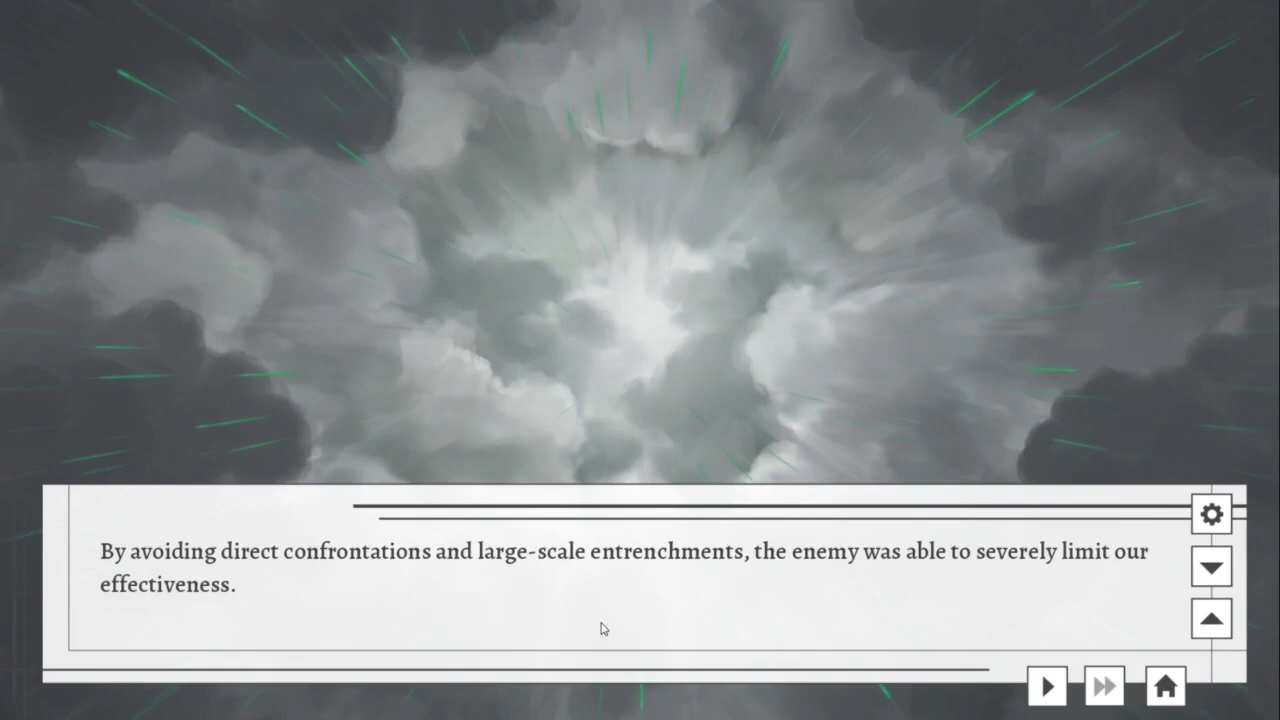 By avoiding direct confrontations and large-scale entrenchments, the enemy was able to severely limit our
effectiveness.